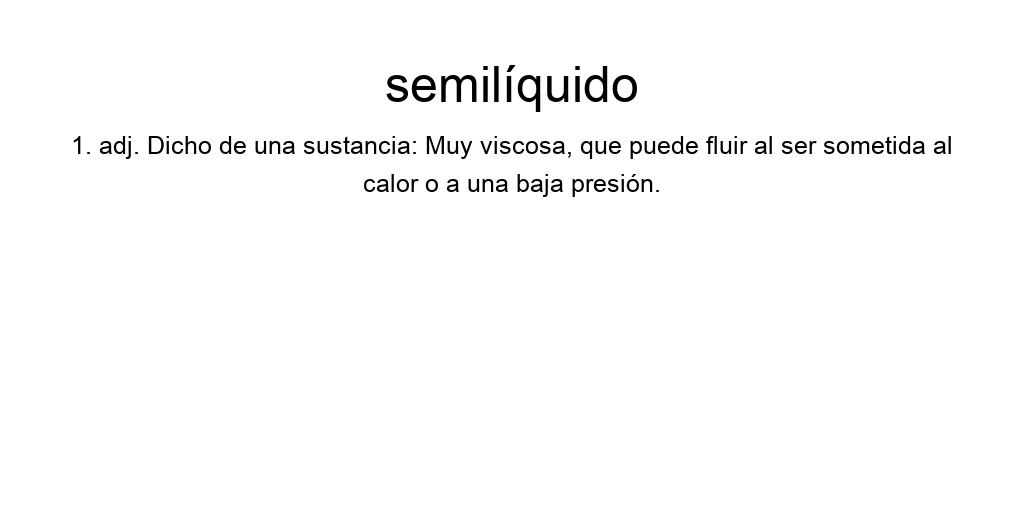 semilíquido
1. adj. Dicho de una sustancia: Muy viscosa, que puede fluir al ser sometida al
calor o a una baja presión.